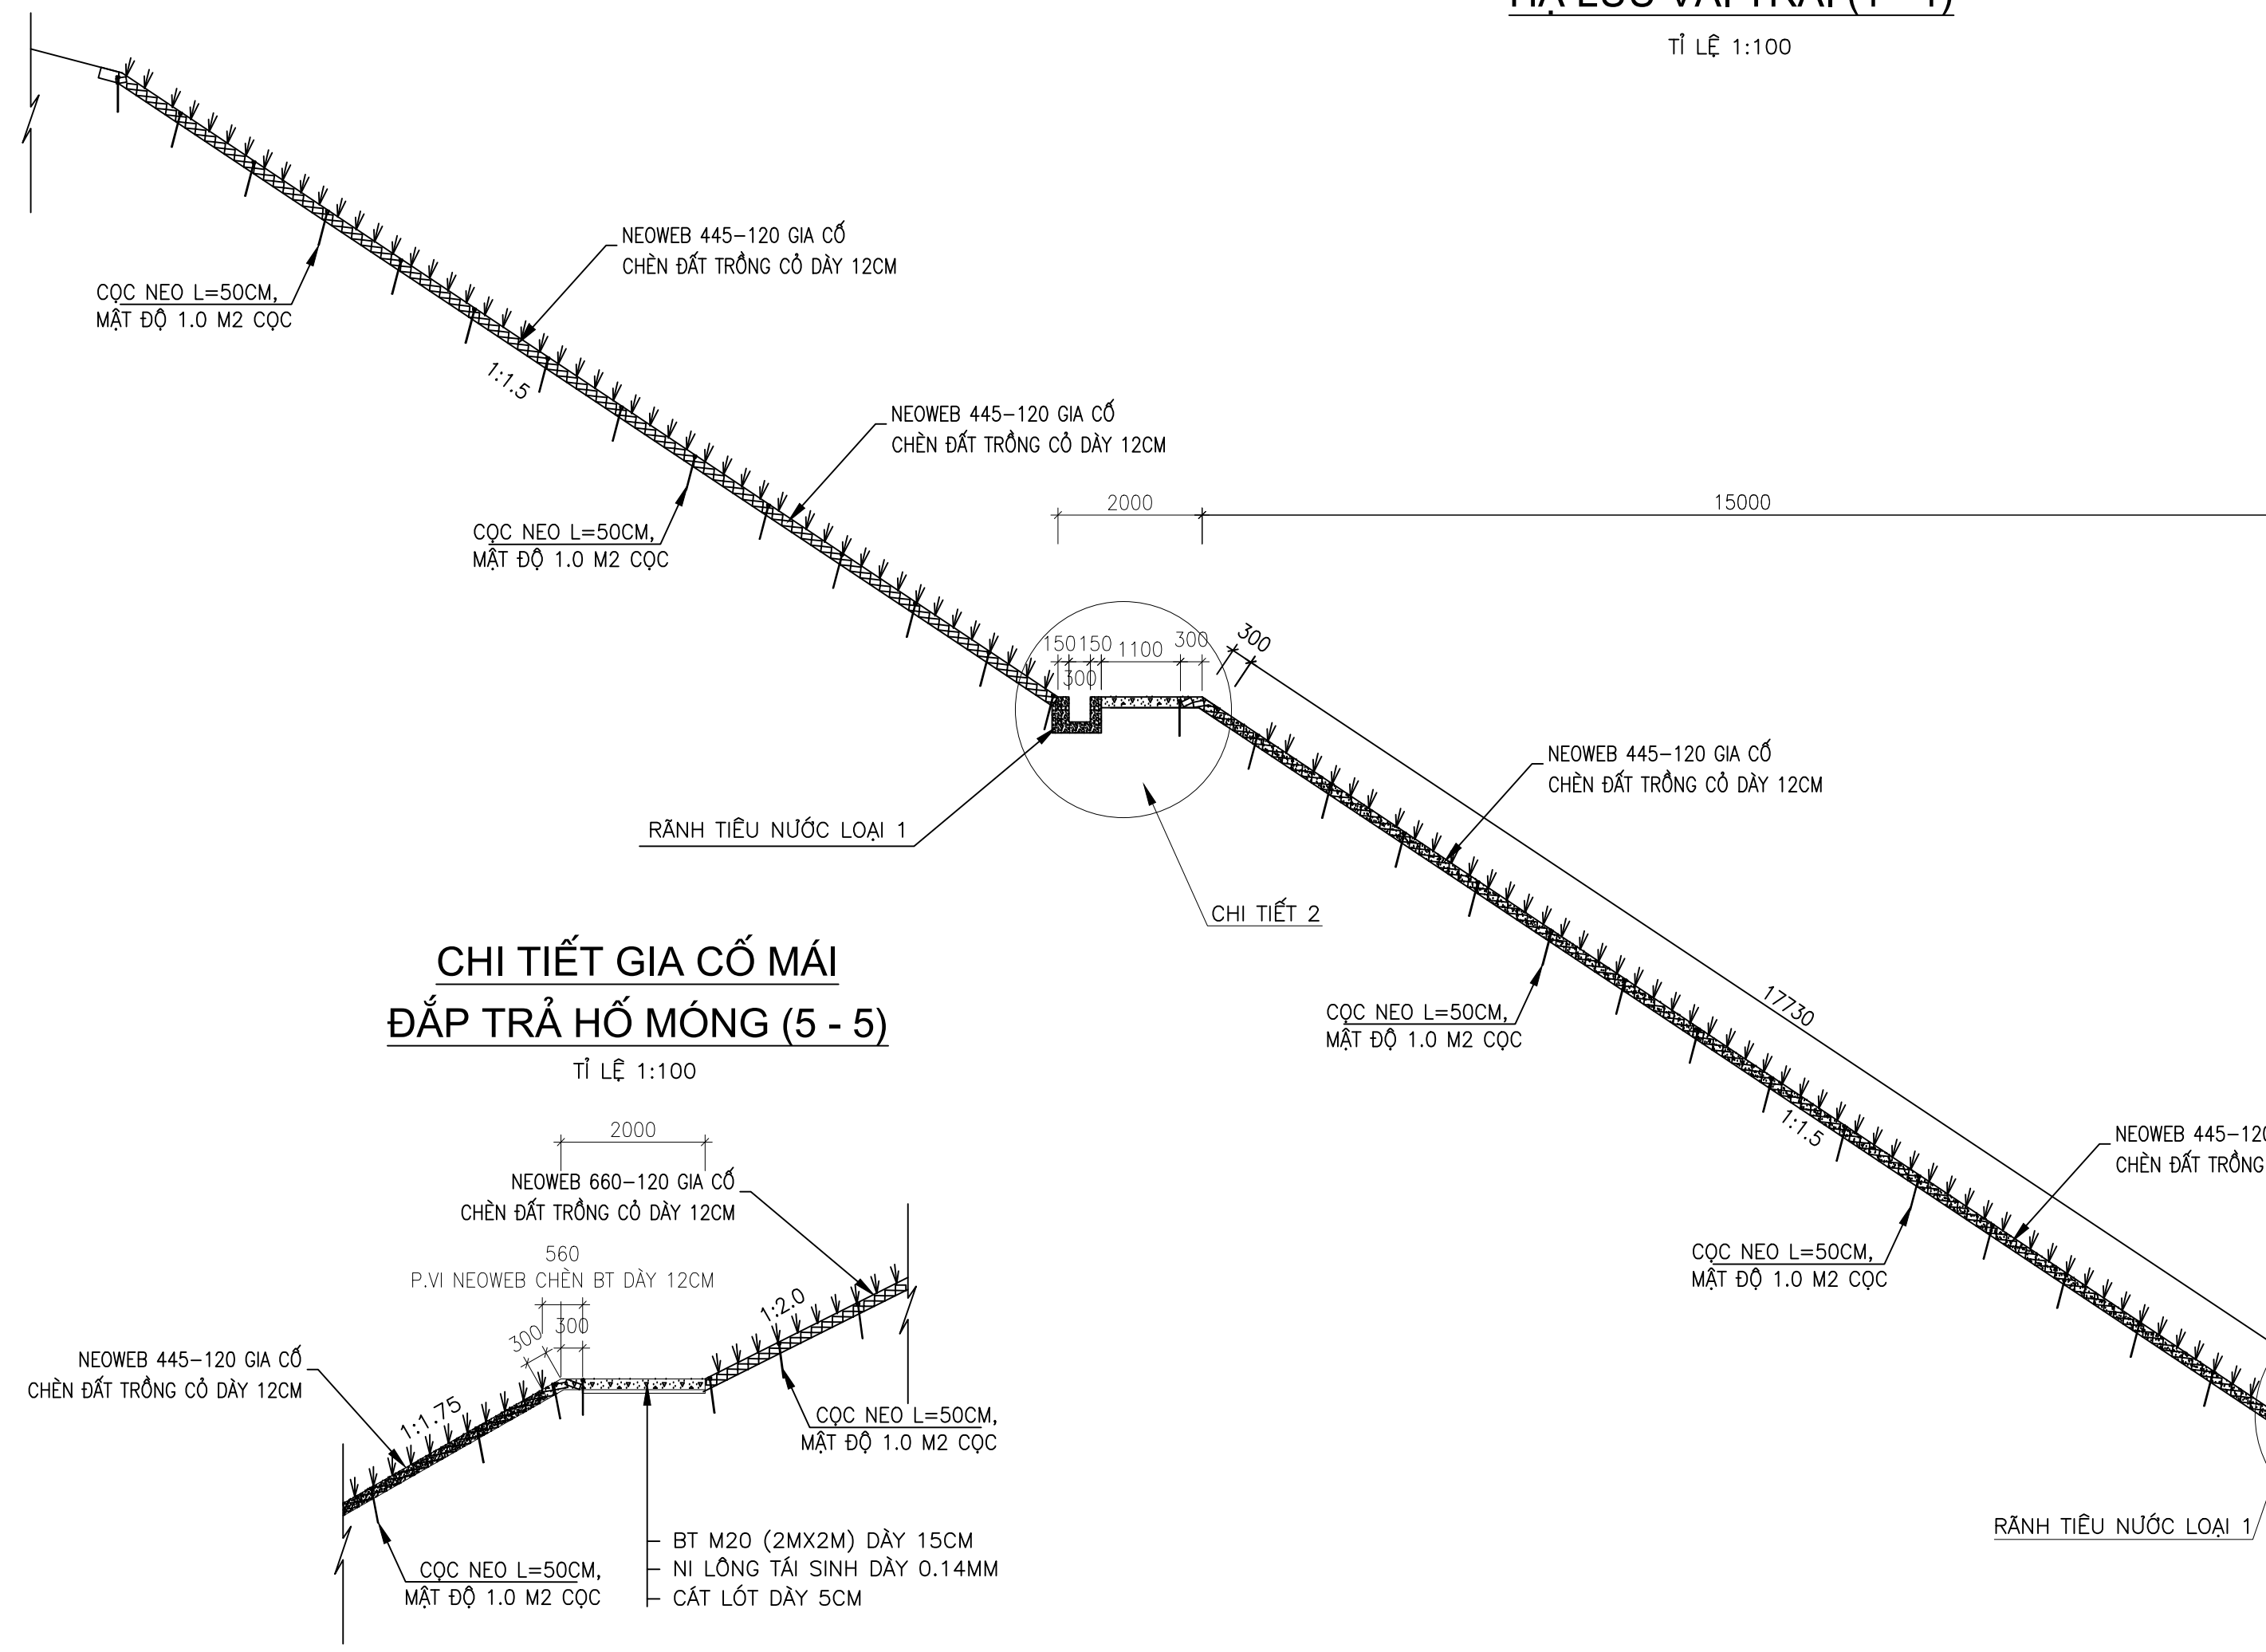 TỈ LỆ 1:100
NEOWEB 445-120 GIA CỐ
CHÈN ĐẤT TRỒNG CỎ DÀY 12CM
CỌC NEO L=50CM,
MẬT ĐỘ 1.0 M2 CỌC
1:1.5
NEOWEB 445-120 GIA CỐ
CHÈN ĐẤT TRỒNG CỎ DÀY 12CM
CỌC NEO L=50CM,
MẬT ĐỘ 1.0 M2 CỌC
2000
15000
150
150
1100
300
300
300
NEOWEB 445-120 GIA CỐ
CHÈN ĐẤT TRỒNG CỎ DÀY 12CM
RÃNH TIÊU NƯỚC LOẠI 1
CHI TIẾT 2
17730
CỌC NEO L=50CM,
MẬT ĐỘ 1.0 M2 CỌC
1:1.5
NEOWEB 445-120
CHÈN ĐẤT TRỒNG
CỌC NEO L=50CM,
MẬT ĐỘ 1.0 M2 CỌC
RÃNH TIÊU NƯỚC LOẠI 1
CHI TIẾT GIA CỐ MÁI
ĐẮP TRẢ HỐ MÓNG (5 - 5)
TỈ LỆ 1:100
2000
NEOWEB 660-120 GIA CỐ
CHÈN ĐẤT TRỒNG CỎ DÀY 12CM
560
P.VI NEOWEB CHÈN BT DÀY 12CM
1:2.0
300
300
NEOWEB 445-120 GIA CỐ
CHÈN ĐẤT TRỒNG CỎ DÀY 12CM
1:1.75
CỌC NEO L=50CM,
MẬT ĐỘ 1.0 M2 CỌC
BT M20 (2MX2M) DÀY 15CM
NI LÔNG TÁI SINH DÀY 0.14MM
CÁT LÓT DÀY 5CM
CỌC NEO L=50CM,
MẬT ĐỘ 1.0 M2 CỌC